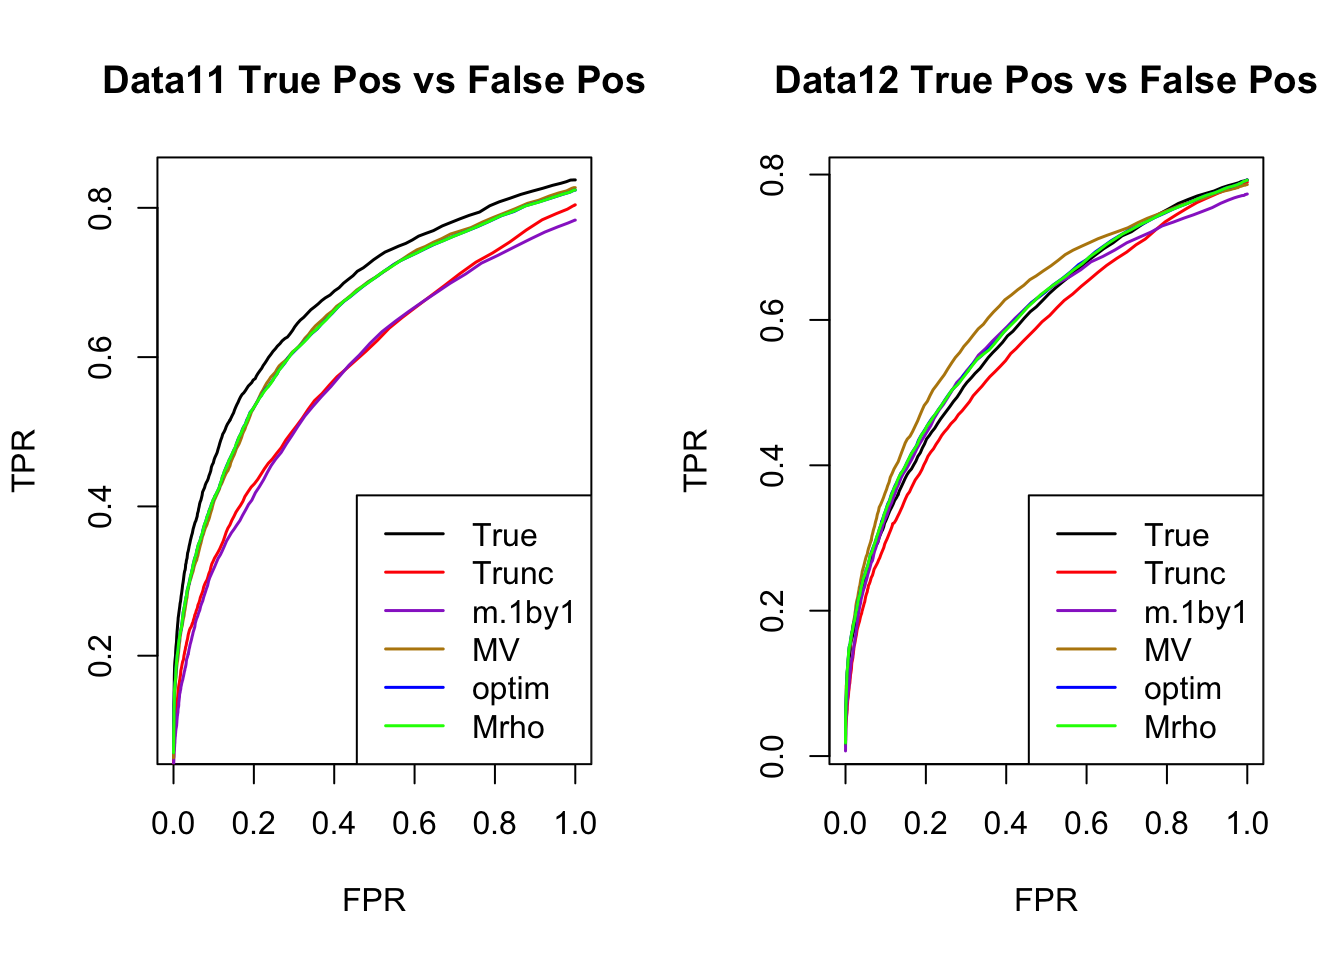 Data11 True Pos vs False Pos
TPR
0.8
0.6
0.4
0.2
True
Trunc
m.1by1
MV
optim
Mrho
0.0 0.2 0.4 0.6 0.8 1.0
FPR
Data12 True Pos vs False Pos
TPR
0.8
0.6
0.4
0.2
0.0
True
Trunc
m.1by1
MV
optim
Mrho
0.0 0.2 0.4 0.6 0.8 1.0
FPR